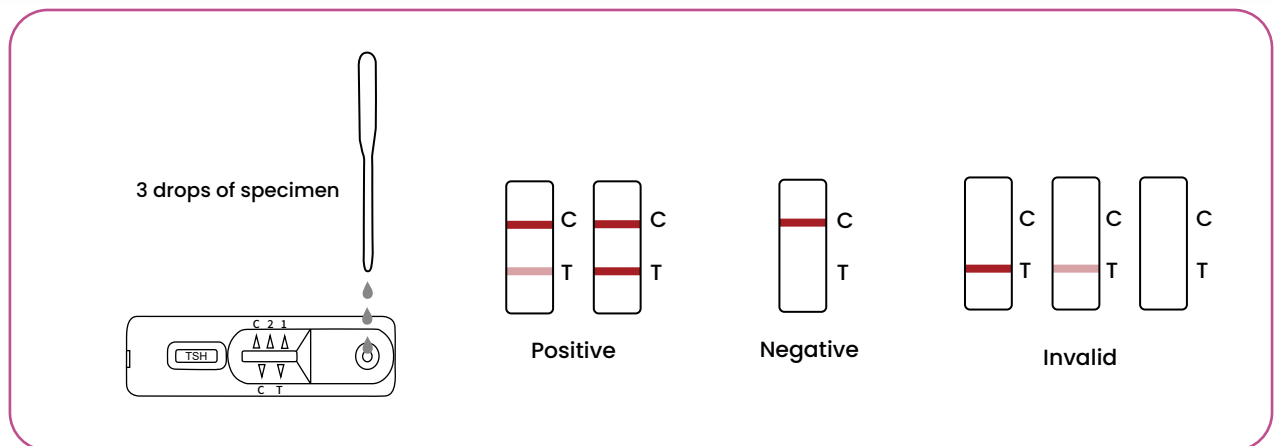 3 drops of specimen
C 2 1
TSH
C T
C
T
C
T
Positive
C
T
Negative
C
T
C
T
C
T
Invalid